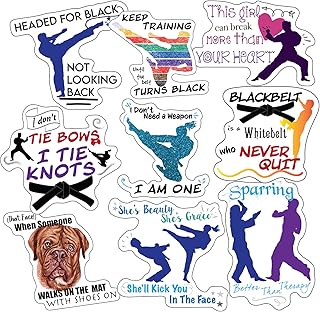 HEADED FOR BLACK
NOT
LOOKING
BACK
KEEP
TRAINING
Until
the belt
TURNS BLACK
This girl
can break
more than
YOUR HEART
I don't
TIE BOWS
I TIE
KNOTS
I Don't
Need a Weapon
I AM ONE
BLACKBELT
is a
Whitebelt
who NEVER
QUIT
(That Face)
When Someone
WALKS ON THE MAT
WITH SHOES ON
She's Beauty
She's Grace
She'll Kick You
In The Face
Sparring
Better Than Therapy